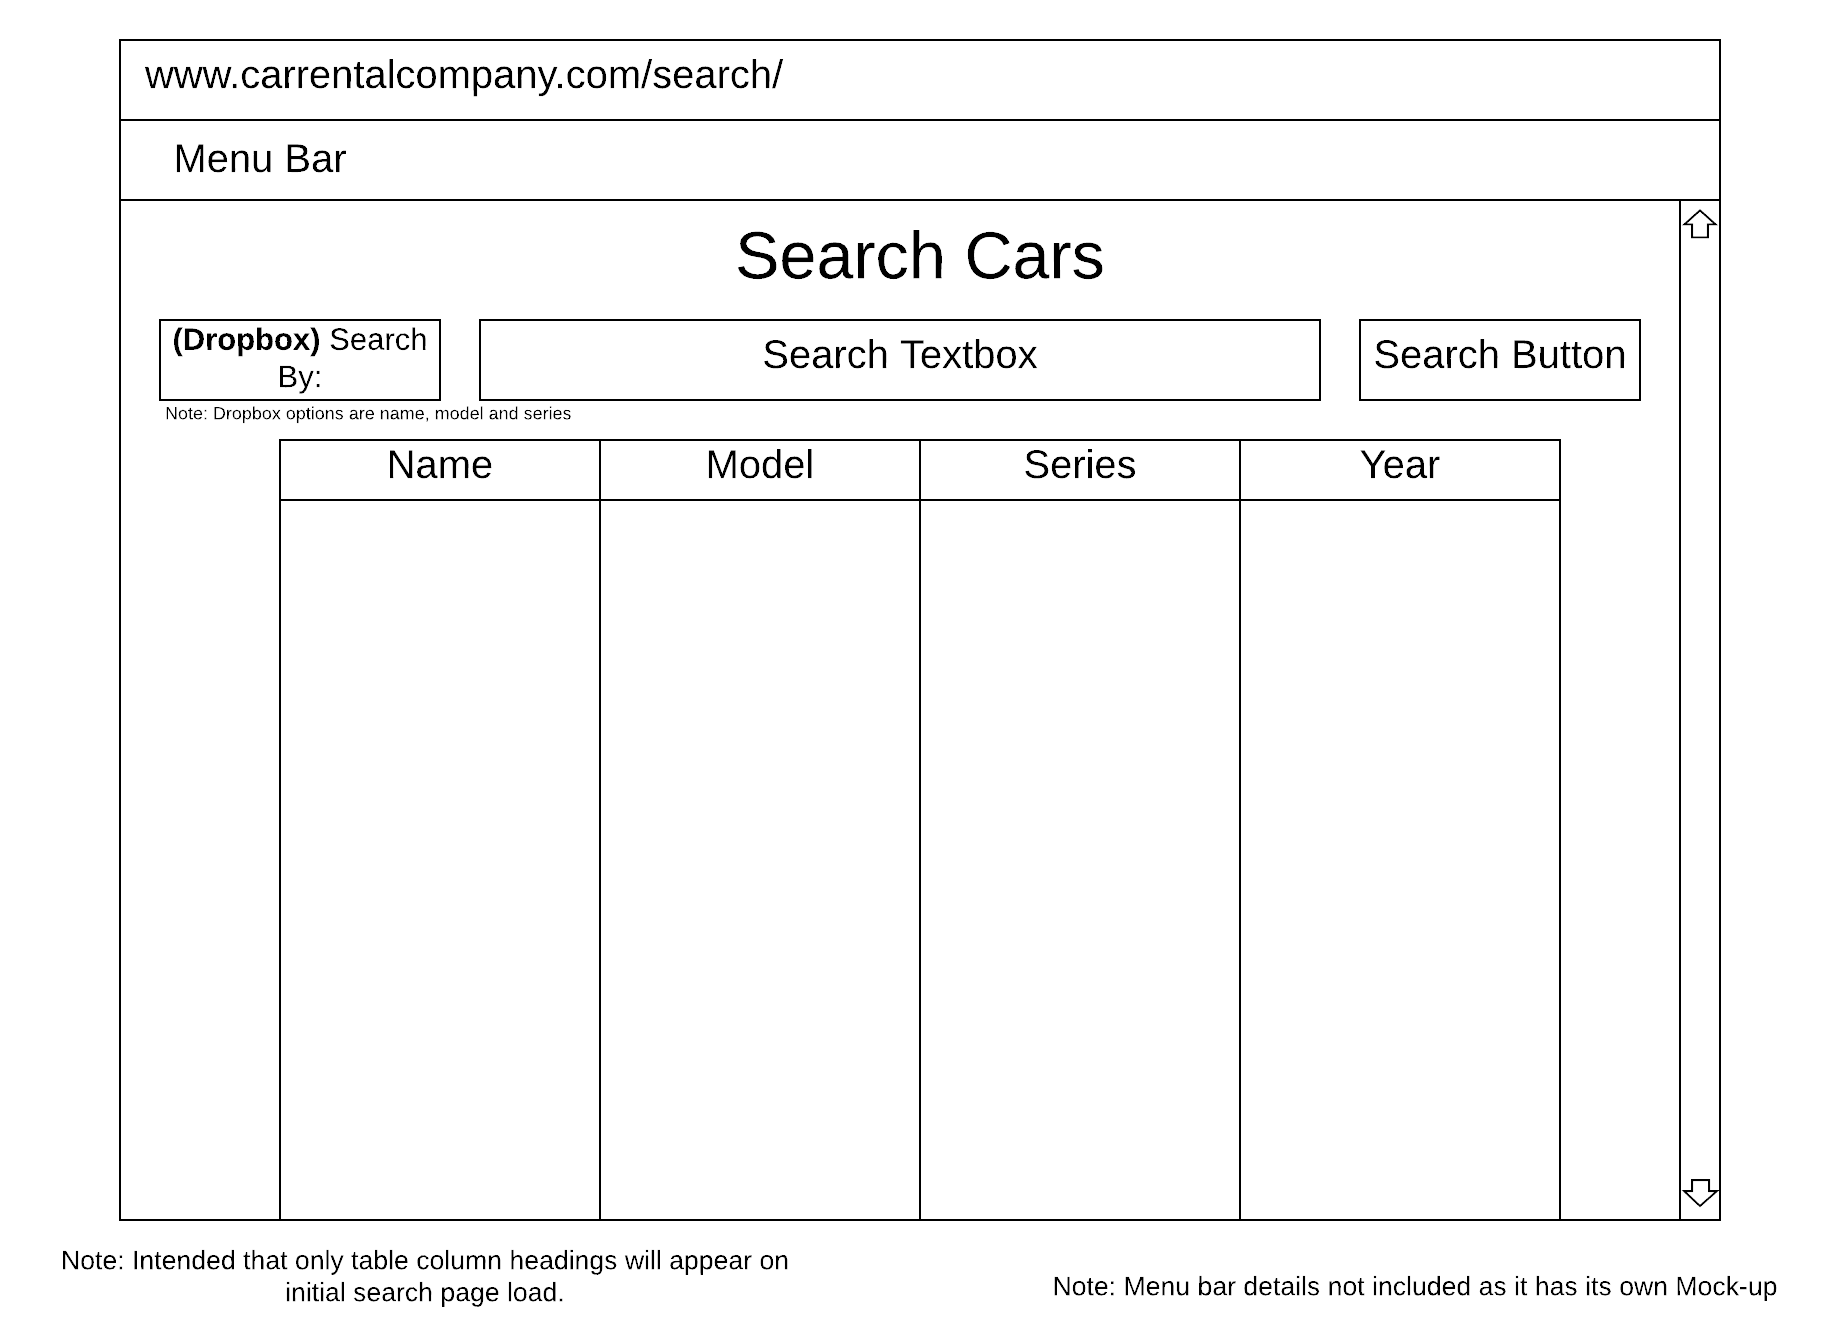 www.carrentalcompany.com/search/
Menu Bar
Search Cars
(Dropbox) Search
By:
Search Textbox
Search Button
Note: Dropbox options are name, model and series
Name Model Series Year
Note: Intended that only table column headings will appear on
initial search page load.
Note: Menu bar details not included as it has its own Mock-up